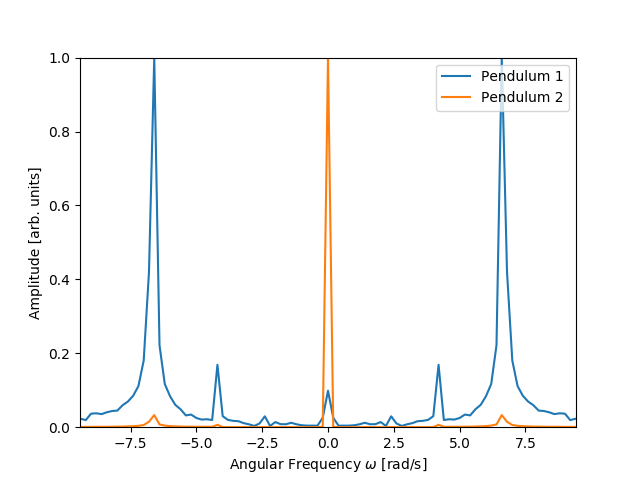 1.0
0.8
0.6
0.4
0.2
0.0
Amplitude [arb. units]
Pendulum 1
Pendulum 2
−7.5 −5.0 −2.5 0.0 2.5 5.0 7.5
Angular Frequency ω [rad/s]